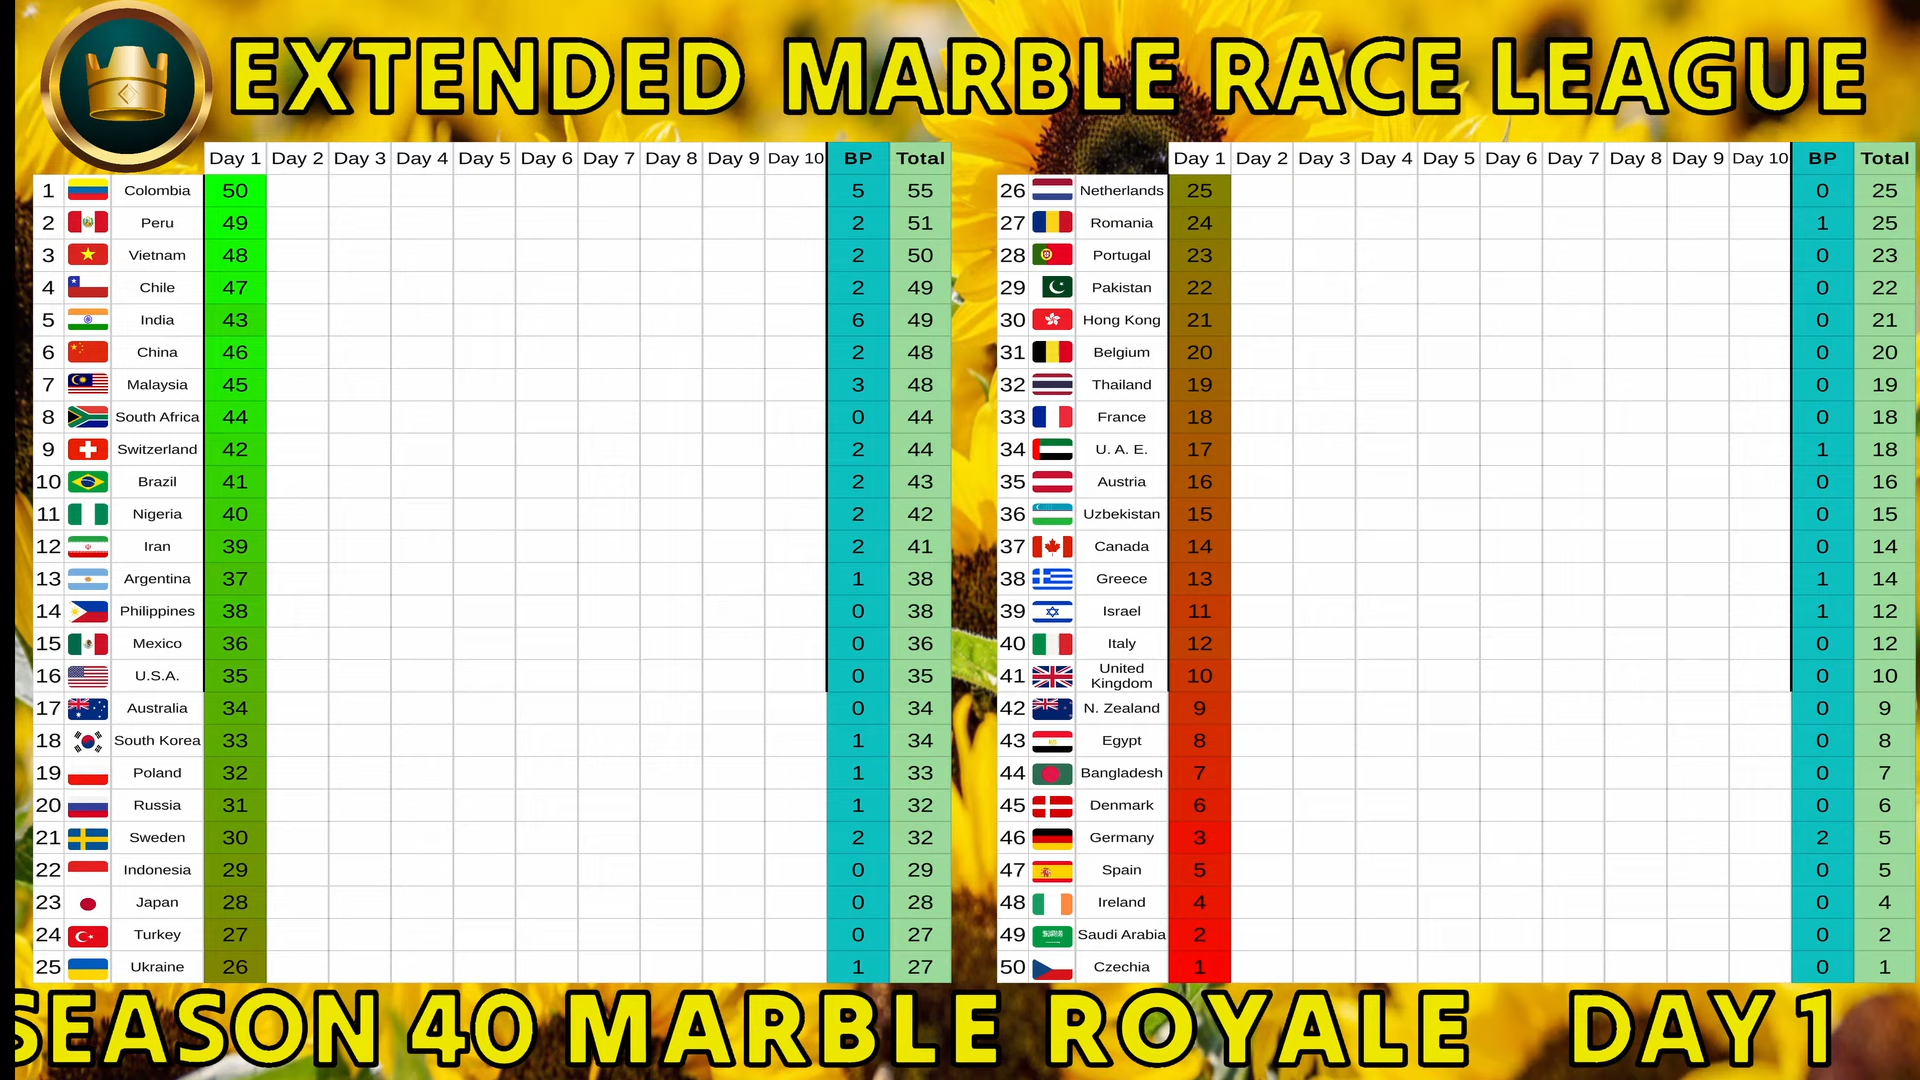 EXTENDED MARBLE RACE LEAGUE
Day 1 Day 2 Day 3 Day 4 Day 5 Day 6 Day 7 Day 8 Day 9 Day 10 BP Total
1 Colombia 50 5 55
2 Peru 49 2 51
3 Vietnam 48 2 50
4 Chile 47 2 49
5 India 43 6 49
6 China 46 2 48
7 Malaysia 45 3 48
8 South Africa 44 0 44
9 Switzerland 42 2 44
10 Brazil 41 2 43
11 Nigeria 40 2 42
12 Iran 39 2 41
13 Argentina 37 1 38
14 Philippines 38 0 38
15 Mexico 36 0 36
16 U.S.A. 35 0 35
17 Australia 34 0 34
18 South Korea 33 1 34
19 Poland 32 1 33
20 Russia 31 1 32
21 Sweden 30 2 32
22 Indonesia 29 0 29
23 Japan 28 0 28
24 Turkey 27 0 27
25 Ukraine 26 1 27
Day 1 Day 2 Day 3 Day 4 Day 5 Day 6 Day 7 Day 8 Day 9 Day 10 BP Total
26 Netherlands 25 0 25
27 Romania 24 1 25
28 Portugal 23 0 23
29 Pakistan 22 0 22
30 Hong Kong 21 0 21
31 Belgium 20 0 20
32 Thailand 19 0 19
33 France 18 0 18
34 U. A. E. 17 1 18
35 Austria 16 0 16
36 Uzbekistan 15 0 15
37 Canada 14 0 14
38 Greece 13 1 14
39 Israel 11 1 12
40 Italy 12 0 12
41 United Kingdom 10 0 10
42 N. Zealand 9 0 9
43 Egypt 8 0 8
44 Bangladesh 7 0 7
45 Denmark 6 0 6
46 Germany 3 2 5
47 Spain 5 0 5
48 Ireland 4 0 4
49 Saudi Arabia 2 0 2
50 Czechia 1 0 1
SEASON 40 MARBLE ROYALE DAY 1